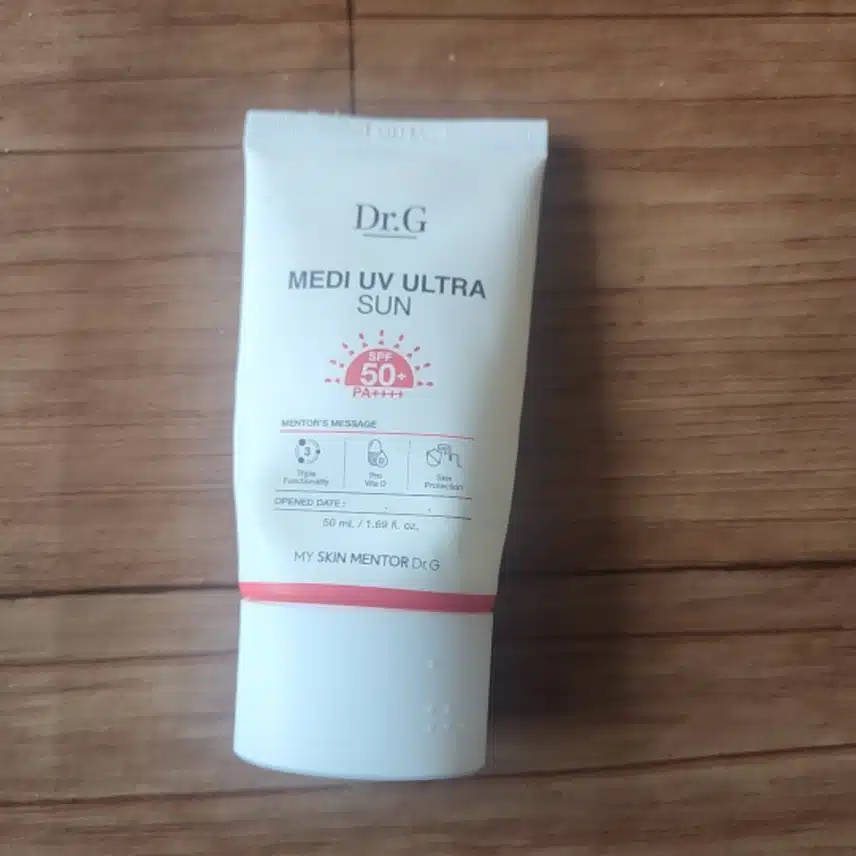 Dr.G
MEDI UV ULTRA
SUN
SPF
50+
PA++++
MENTOR'S MESSAGE
3
Triple
Functionality
Pro
Vita D
Skin
Protection
OPENED DATE : . .
50 ml. / 1.69 fl. oz.
MY SKIN MENTOR Dr.G